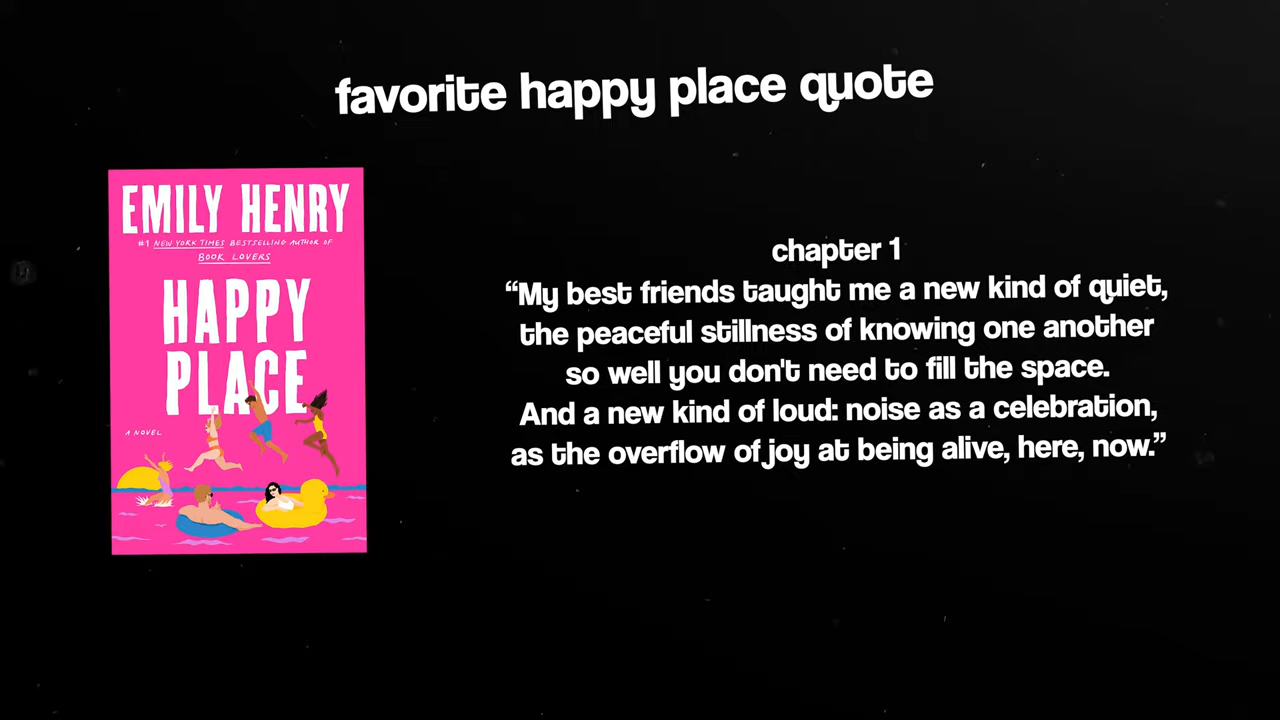 favorite happy place quote
EMILY HENRY
#1 NEW YORK TIMES BESTSELLING AUTHOR OF
BOOK LOVERS
HAPPY
PLACE
A NOVEL
chapter 1
“My best friends taught me a new kind of quiet,
the peaceful stillness of knowing one another
so well you don't need to fill the space.
And a new kind of loud: noise as a celebration,
as the overflow of joy at being alive, here, now.”